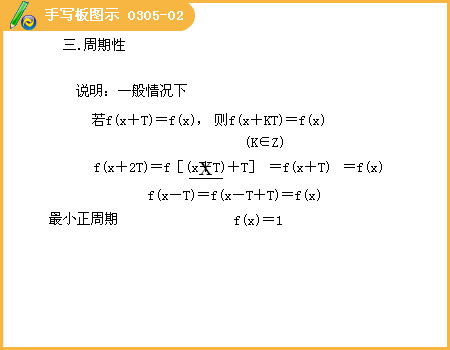 手写板图示 0305-02
三.周期性
说明：一般情况下
若f(x＋T)＝f(x)，则f(x＋KT)＝f(x)
(K∈Z)
f(x＋2T)＝f［(x＋T)＋T］ ＝f(x＋T) ＝f(x)
X
f(x－T)＝f(x－T＋T)＝f(x)
最小正周期 f(x)＝1